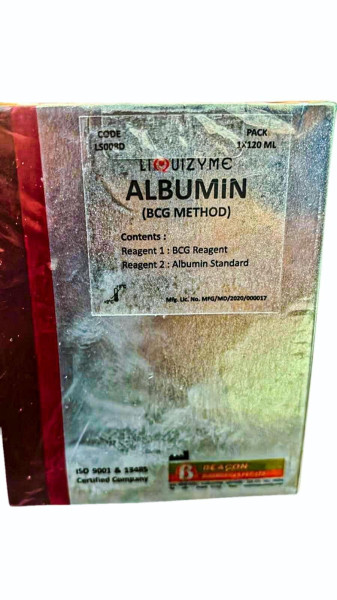 CODE
LS008D
PACK
1X120 ML
LIQUIZYME
ALBUMiN
(BCG METHOD)
Contents :
Reagent 1 : BCG Reagent
Reagent 2 : Albumin Standard
Mfg. Lic. No. MFG/MD/2020/000017
ISO 9001 & 13485
Certified Company
BEACON